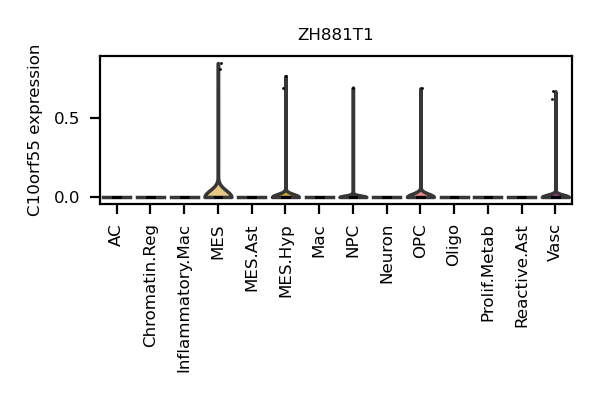 ZH881T1
C10orf55 expression
0.5
0.0
AC
Chromatin.Reg
Inflammatory.Mac
MES
MES.Ast
MES.Hyp
Mac
NPC
Neuron
OPC
Oligo
Prolif.Metab
Reactive.Ast
Vasc